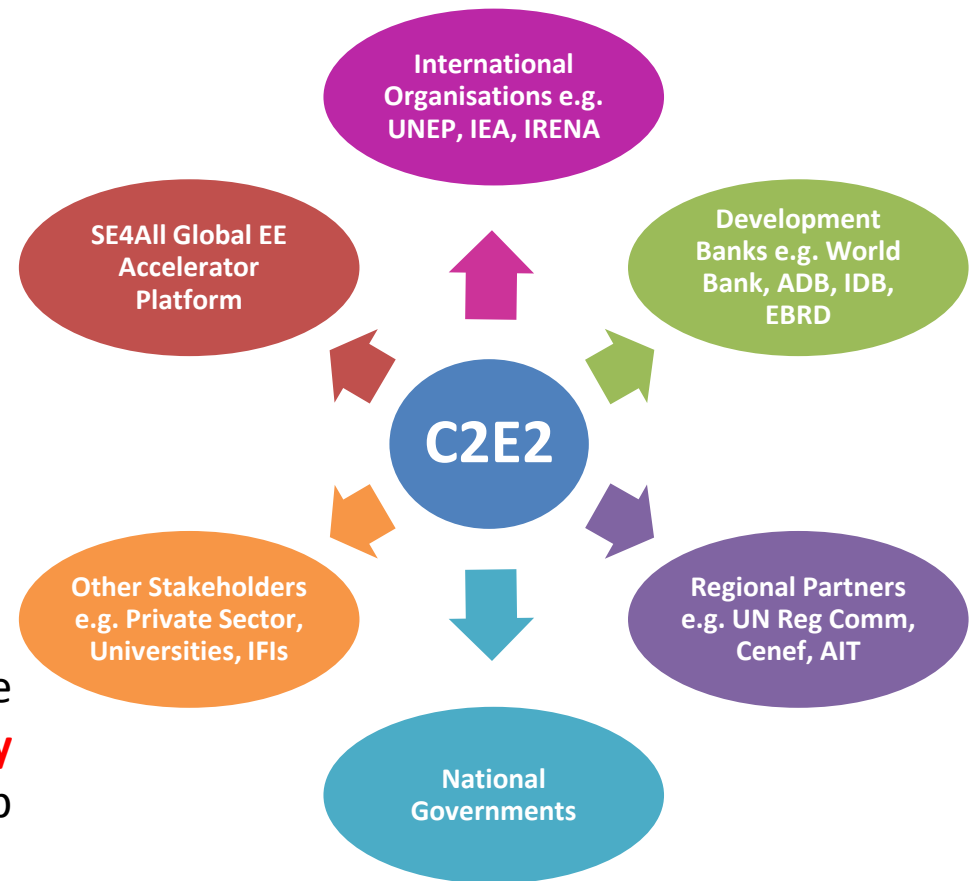 International
Organisations e.g.
UNEP, IEA, IRENA
SE4All Global EE
Accelerator
Platform
Development
Banks e.g. World
Bank, ADB, IDB,
EBRD
C2E2
Other Stakeholders
e.g. Private Sector,
Universities, IFIs
Regional Partners
e.g. UN Reg Comm,
Cenef, AIT
National
Governments
e
y